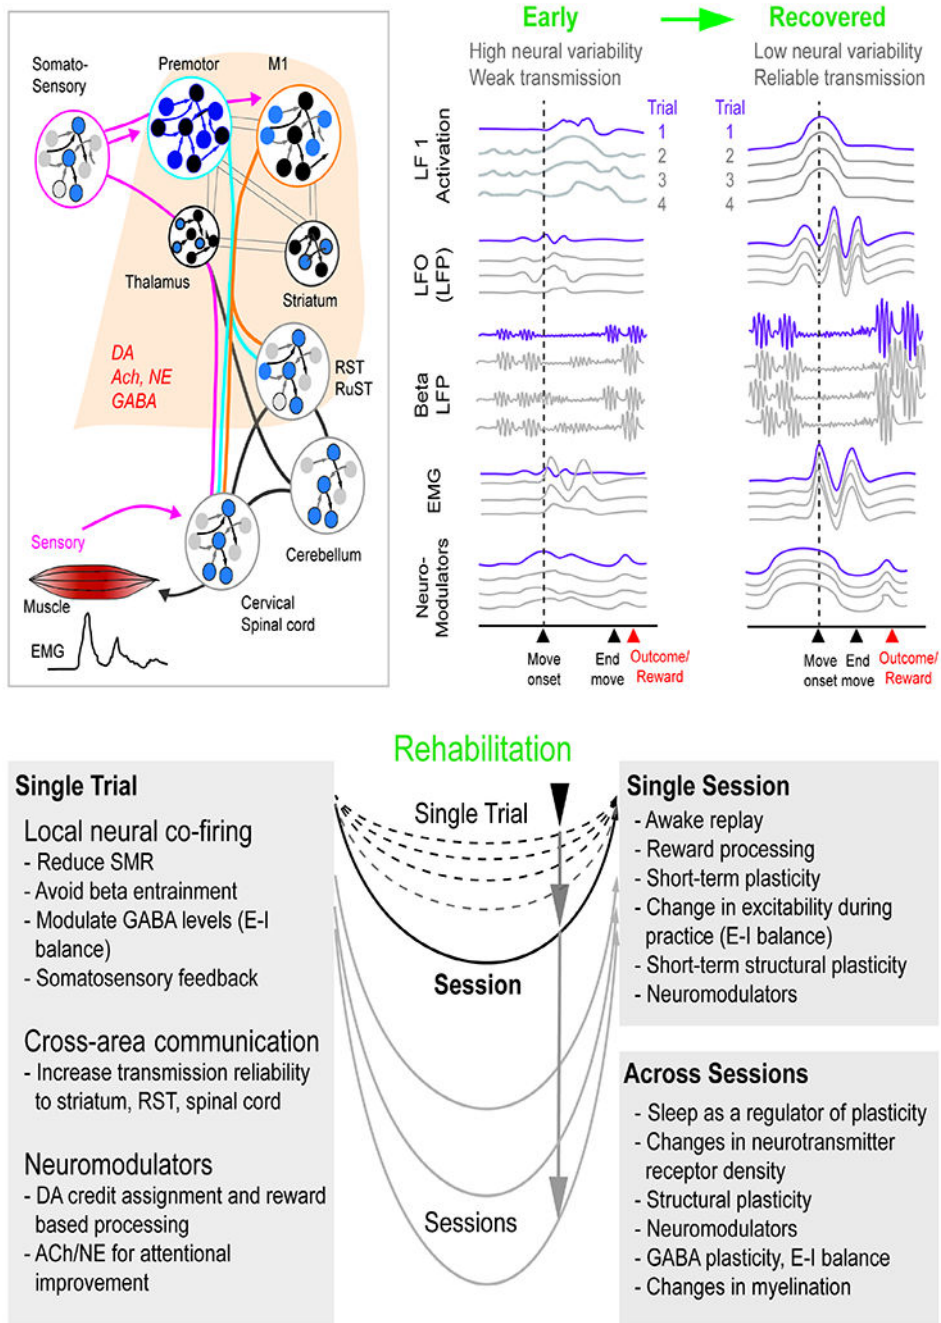 Somato-
Sensory
Premotor
M1
Thalamus
Striatum
DA
Ach, NE
GABA
RST
RuST
Sensory
Cerebellum
Muscle
Cervical
Spinal cord
EMG
Early
Recovered
High neural variability
Weak transmission
Low neural variability
Reliable transmission
LF 1
Activation
Trial
1
2
3
4
Trial
1
2
3
4
LFO
(LFP)
Beta
LFP
EMG
Neuro-
Modulators
Move
onset
End
move
Outcome/
Reward
Move
onset
End
move
Outcome/
Reward
Rehabilitation
Single Trial
Local neural co-firing
- Reduce SMR
- Avoid beta entrainment
- Modulate GABA levels (E-I
balance)
- Somatosensory feedback
Cross-area communication
- Increase transmission reliability
to striatum, RST, spinal cord
Neuromodulators
- DA credit assignment and reward
based processing
- ACh/NE for attentional
improvement
Single Trial
Session
Sessions
Single Session
- Awake replay
- Reward processing
- Short-term plasticity
- Change in excitability during
practice (E-I balance)
- Short-term structural plasticity
- Neuromodulators
Across Sessions
- Sleep as a regulator of plasticity
- Changes in neurotransmitter
receptor density
- Structural plasticity
- Neuromodulators
- GABA plasticity, E-I balance
- Changes in myelination